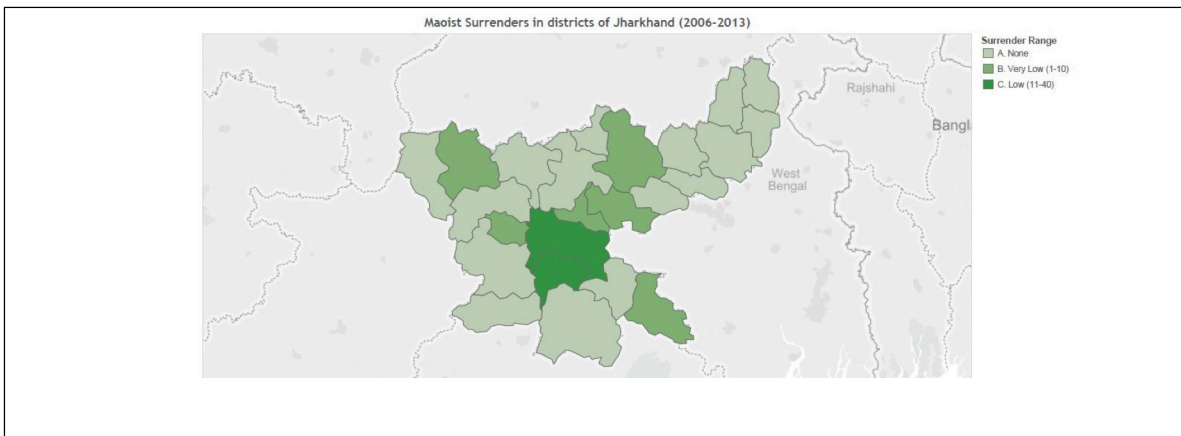 Maoist Surrenders in districts of Jharkhand (2006-2013)
Surrender Range
A. None
B. Very Low (1-10)
C. Low (11-40)
Rajshahi
Bangl
West
Bengal